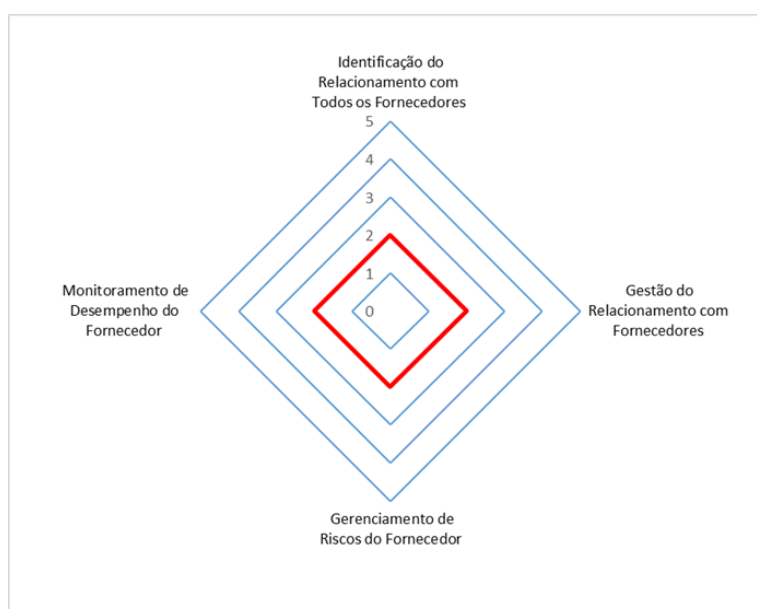 Identificação do
Relacionamento com
Todos os Fornecedores
5
4
3
2
1
0
Monitoramento de
Desempenho do
Fornecedor
Gestão do
Relacionamento com
Fornecedores
Gerenciamento de
Riscos do Fornecedor